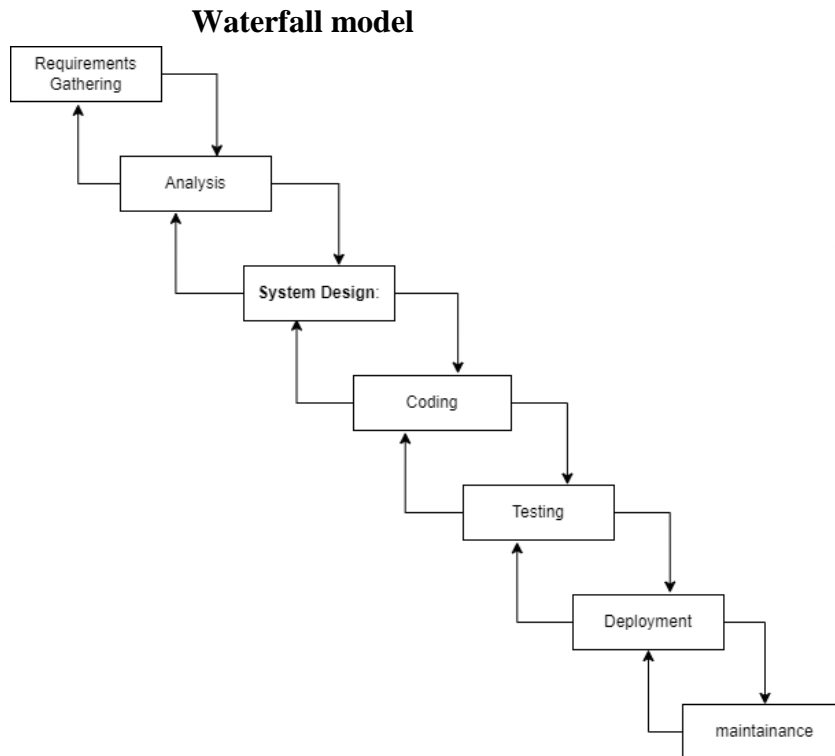 Waterfall model
Requirements
Gathering
Analysis
System Design:
Coding
Testing
Deployment
maintainance